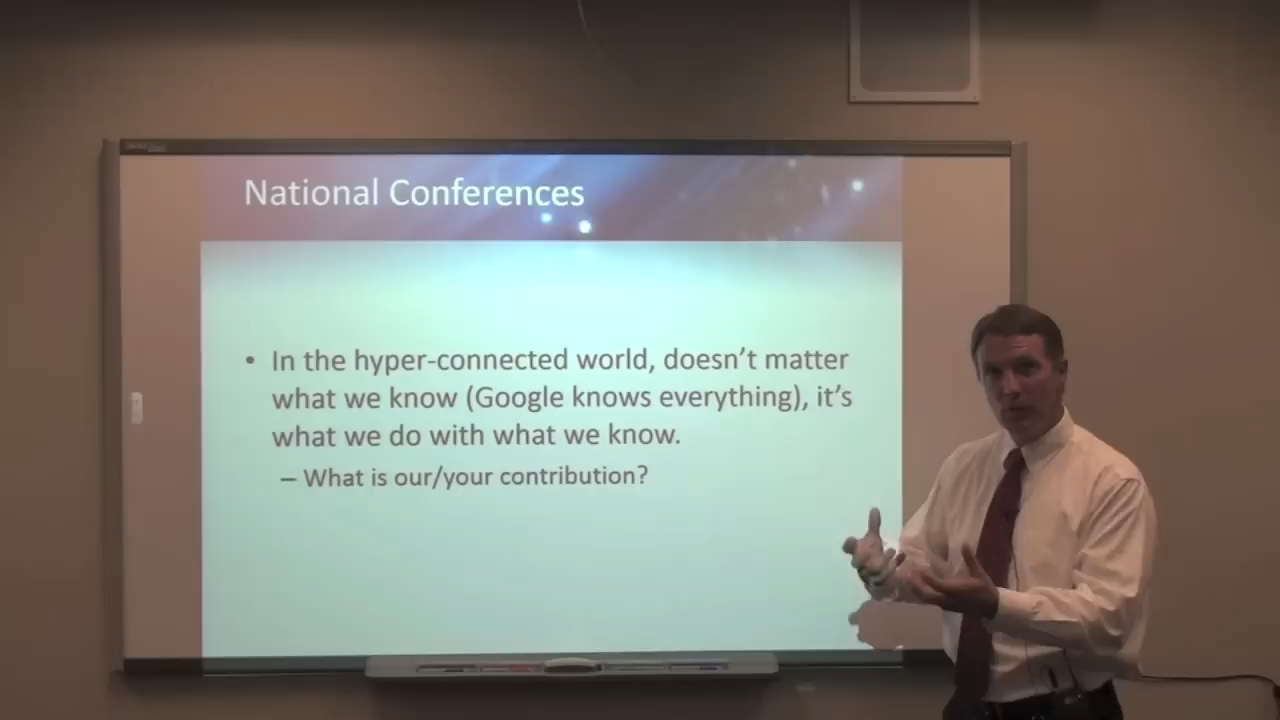 National Conferences
• In the hyper-connected world, doesn't matter
what we know (Google knows everything), it's
what we do with what we know.
– What is our/your contribution?